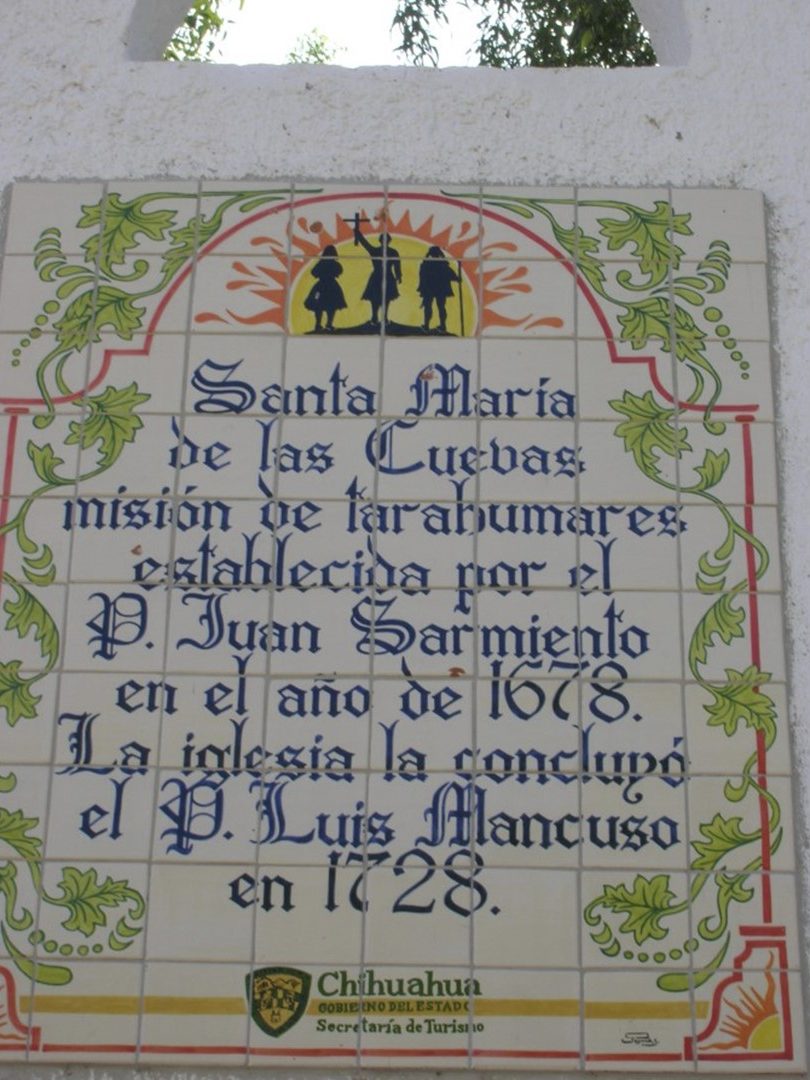 Santa María
de las Cuevas
misión de tarahumares
establecida por el
P. Juan Sarmiento
en el año de 1678.
La iglesia la concluyó
el P. Luis Mancuso
en 1728.
Chihuahua
GOBIERNO DEL ESTADO
Secretaría de Turismo